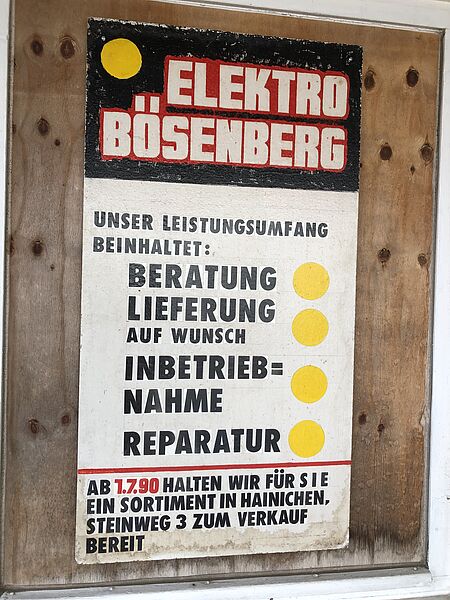 ELEKTRO
BÖSENBERG
UNSER LEISTUNGSUMFANG
BEINHALTET:
BERATUNG
LIEFERUNG
AUF WUNSCH
INBETRIEB=
NAHME
REPARATUR
AB 1.7.90 HALTEN WIR FÜR SIE
EIN SORTIMENT IN HAINICHEN,
STEINWEG 3 ZUM VERKAUF
BEREIT